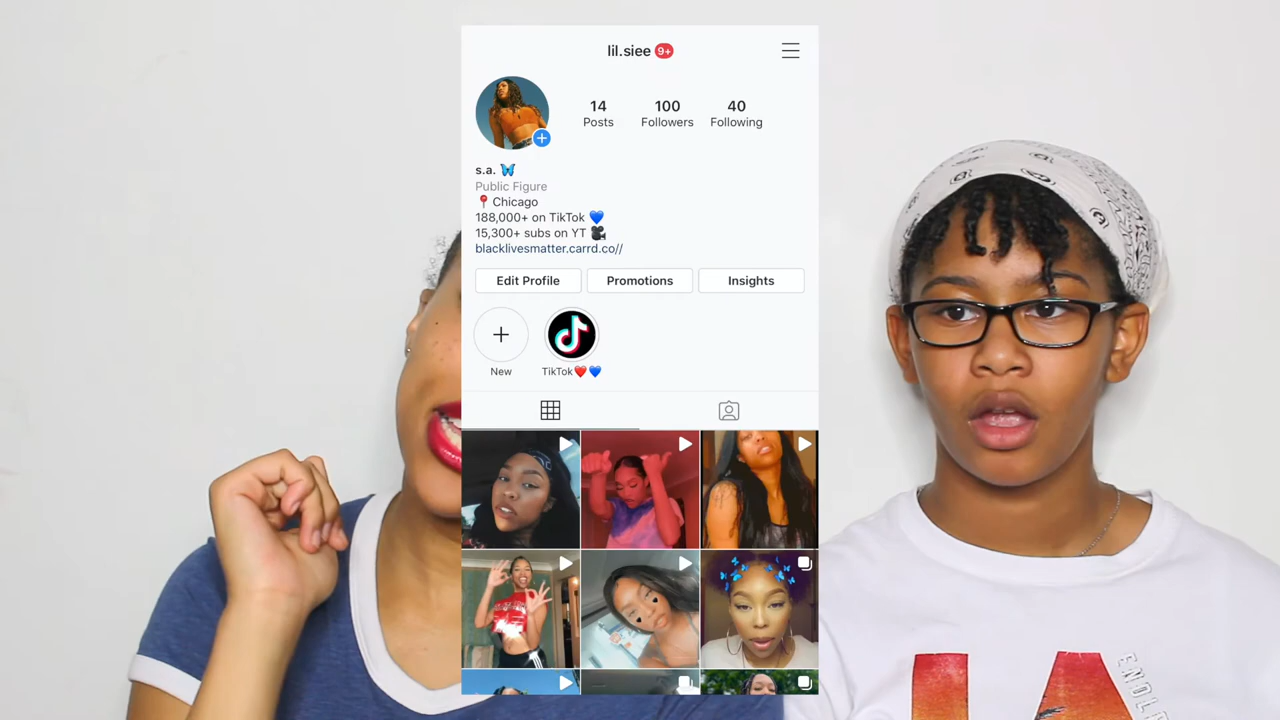 lil.siee 9+
14 100 40
Posts Followers Following
s.a.
Public Figure
Chicago
188,000+ on TikTok
15,300+ subs on YT
blacklivesmatter.carrd.co//
Edit Profile Promotions Insights
New TikTok
LA